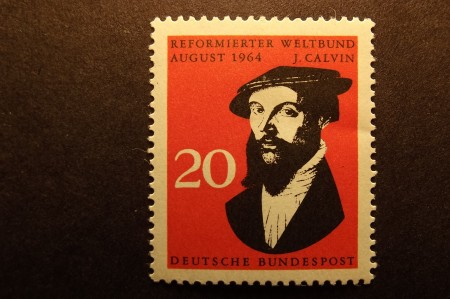 REFORMIERTER WELTBUND
AUGUST 1964 J. CALVIN
20
DEUTSCHE BUNDESPOST